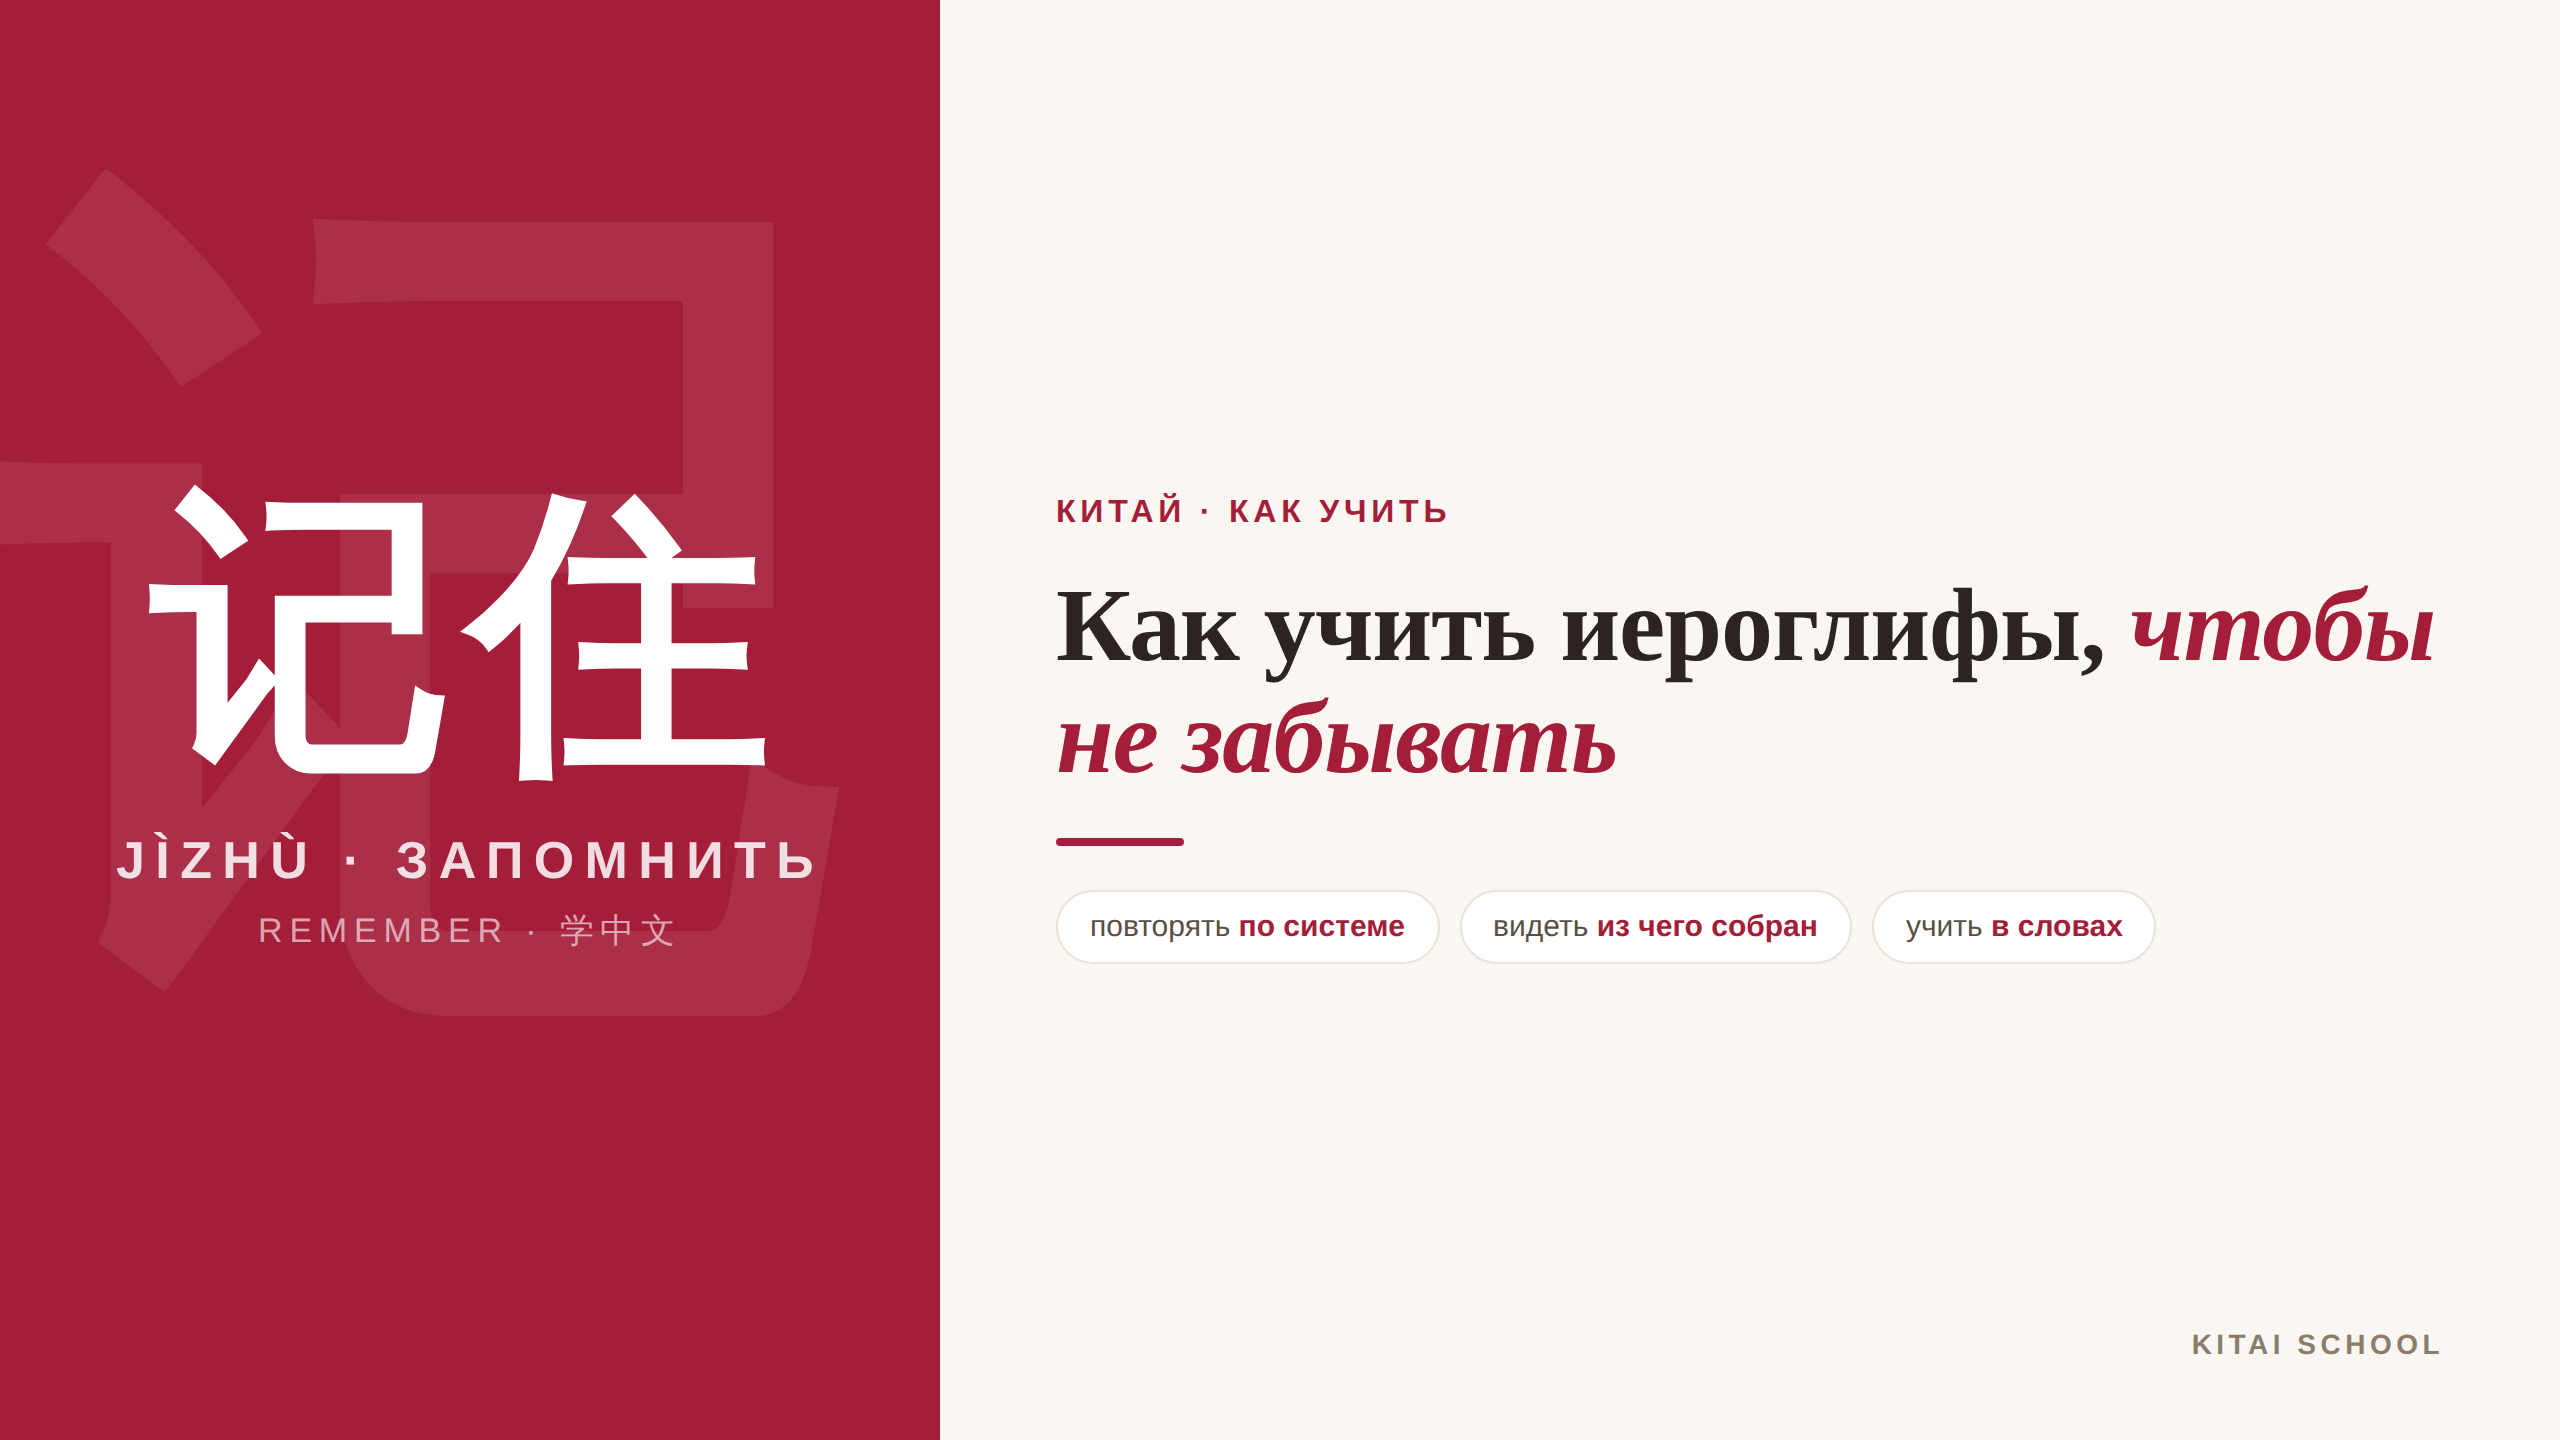 记住
JÌZHÙ · ЗАПОМНИТЬ
REMEMBER · 学中文
КИТАЙ · КАК УЧИТЬ
Как учить иероглифы, чтобы
не забывать
повторять по системе
видеть из чего собран
учить в словах
KITAI SCHOOL